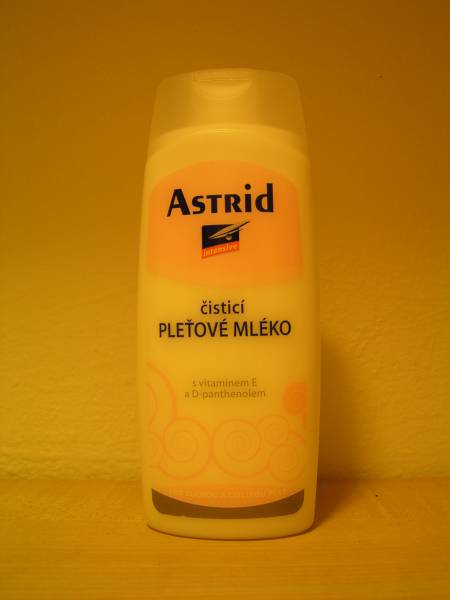 ASTRiD
Intensive
čisticí
PLEŤOVÉ MLÉKO
s vitaminem E
a D-panthenolem